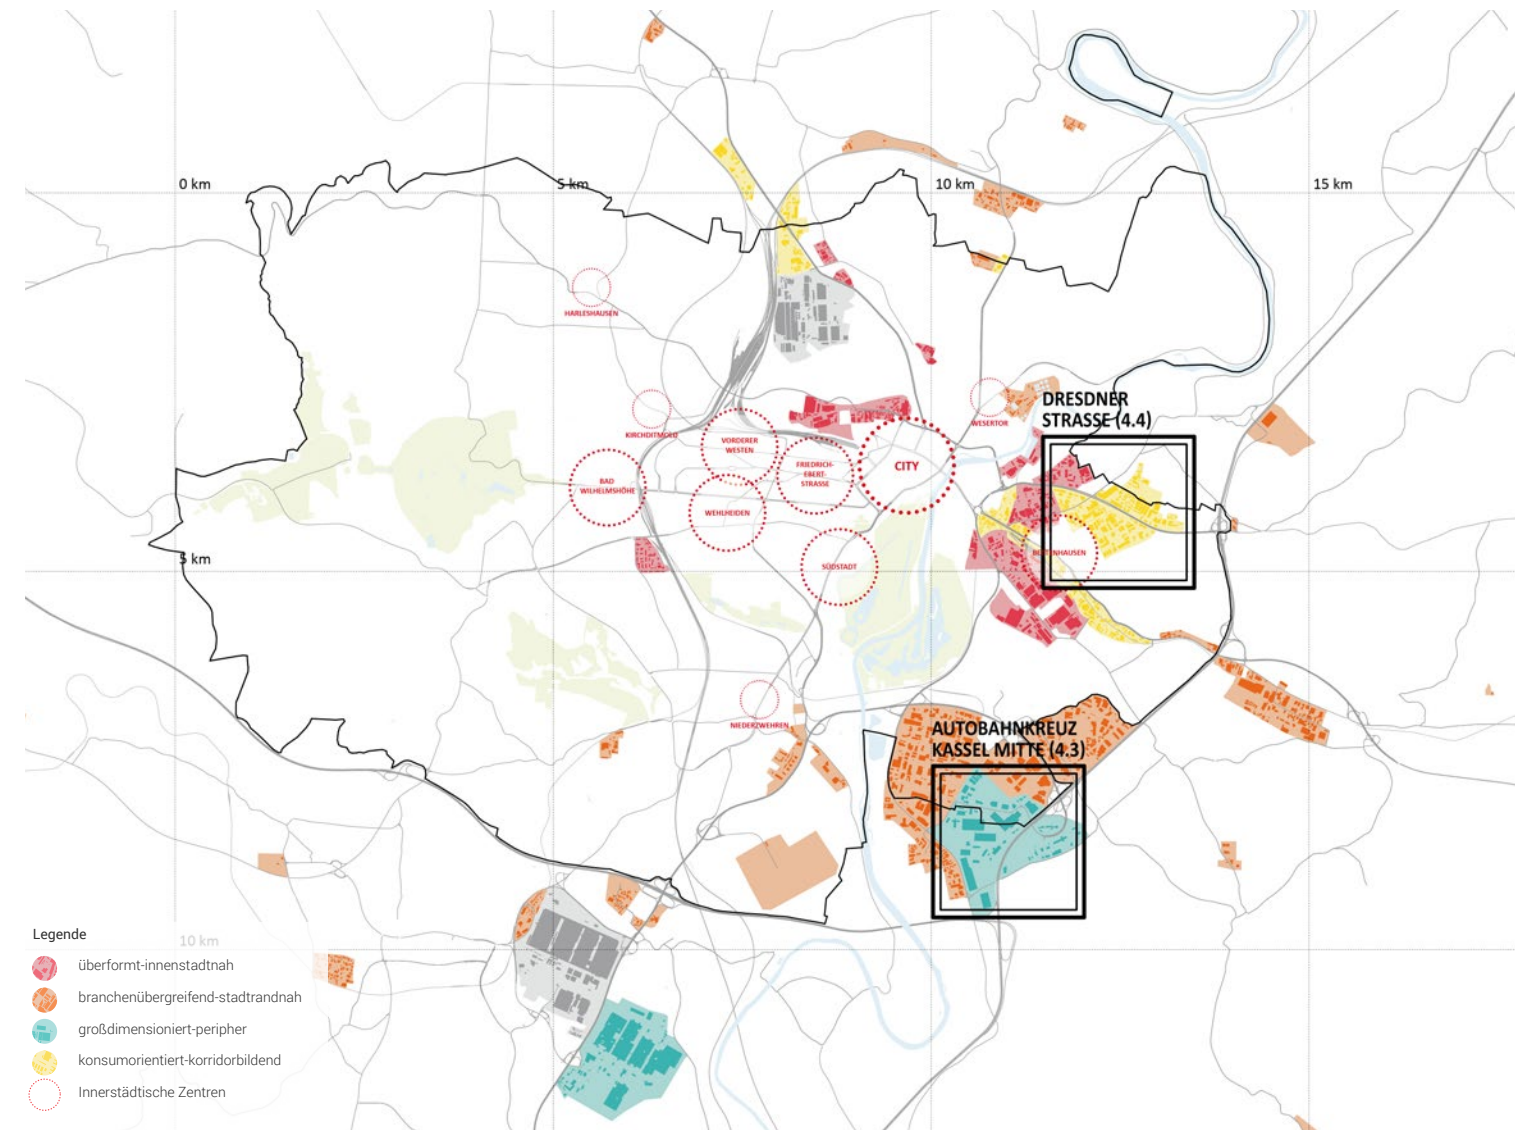 0 km
5 km
10 km
15 km
HARLESHAUSEN
KIRCHDITMOLD
VORDERER
WESTEN
FRIEDRICH-
EBERT-
STRASSE
CITY
WESERTOR
DRESDNER
STRASSE (4.4)
BAD
WILHELMSHÖHE
WEHLHEIDEN
SÜDSTADT
BETTENHAUSEN
5 km
NIEDERZWEHREN
AUTOBAHNKREUZ
KASSEL MITTE (4.3)
10 km
Legende
überformt-innenstadtnah
branchenübergreifend-stadtrandnah
großdimensioniert-peripher
konsumorientiert-korridorbildend
Innerstädtische Zentren